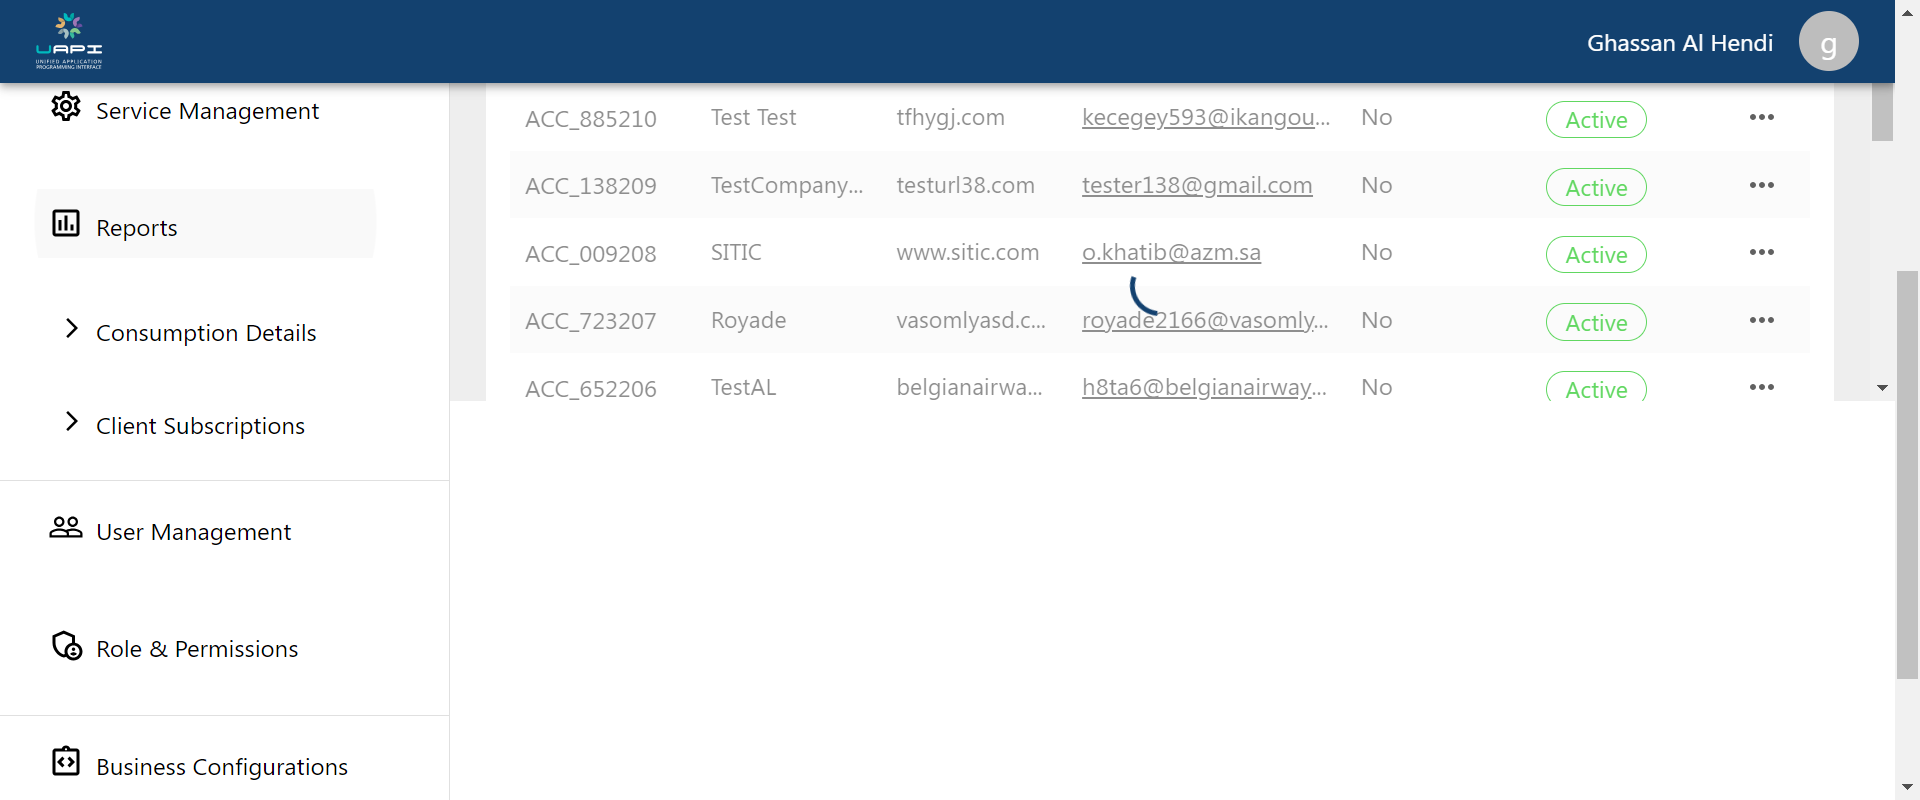 UAPI
UNIFIED APPLICATION
PROGRAMMING INTERFACE
Ghassan Al Hendi
g
Service Management
Reports
Consumption Details
Client Subscriptions
User Management
Role & Permissions
Business Configurations
ACC_885210 Test Test tfhygj.com kecegey593@ikangou... No Active •••
ACC_138209 TestCompany... testurl38.com tester138@gmail.com No Active •••
ACC_009208 SITIC www.sitic.com o.khatib@azm.sa No Active •••
ACC_723207 Royade vasomlyasd.c... royade2166@vasomly... No Active •••
ACC_652206 TestAL belgianairwa... h8ta6@belgianairway... No Active •••